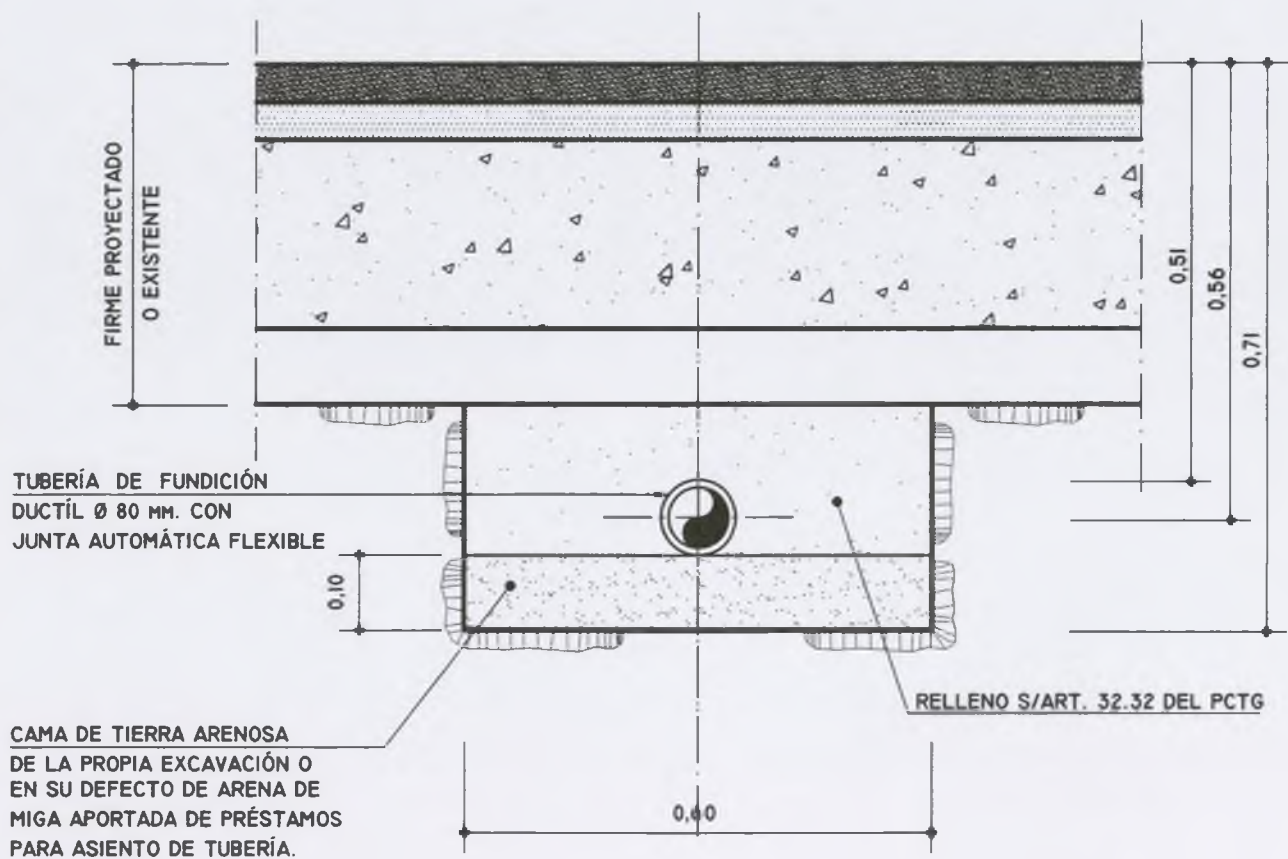 FIRME PROYECTADO
O EXISTENTE
0,51
0,56
0,71
TUBERÍA DE FUNDICIÓN
DUCTÍL Ø 80 MM. CON
JUNTA AUTOMÁTICA FLEXIBLE
0,10
RELLENO S/ART. 32.32 DEL PCTG
CAMA DE TIERRA ARENOSA
DE LA PROPIA EXCAVACIÓN O
EN SU DEFECTO DE ARENA DE
MIGA APORTADA DE PRÉSTAMOS
PARA ASIENTO DE TUBERÍA.
0,60